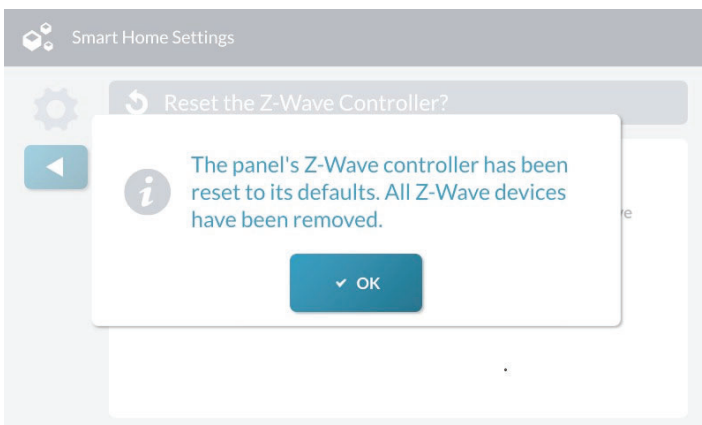 Smart Home Settings
Reset the Z-Wave Controller?
The panel's Z-Wave controller has been
reset to its defaults. All Z-Wave devices
have been removed.
OK